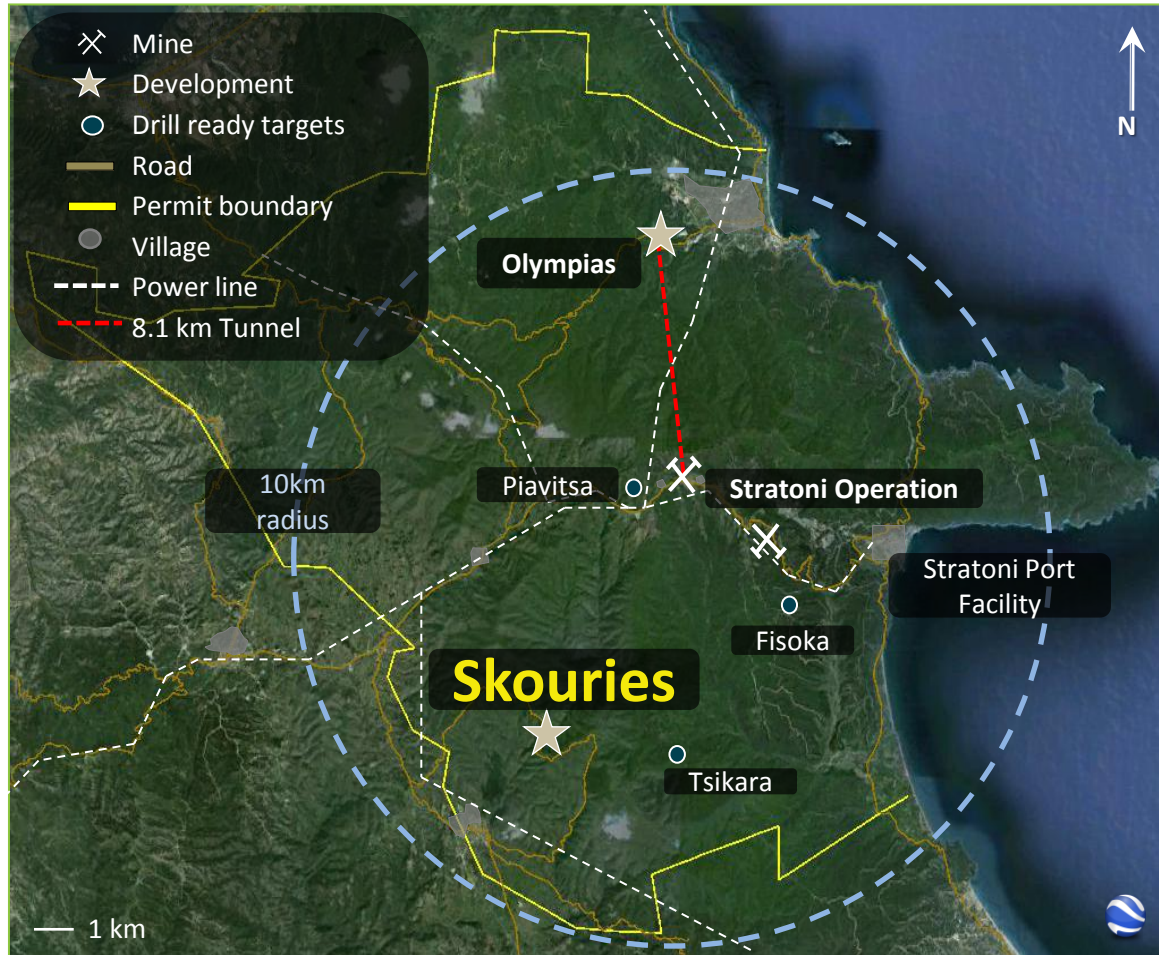 Mine
Development
Drill ready targets
Road
Permit boundary
Village
Power line
8.1 km Tunnel
N
Olympias
10km
radius
Piavitsa
Stratoni Operation
Stratoni Port
Facility
Fisoka
Skouries
Tsikara
1 km